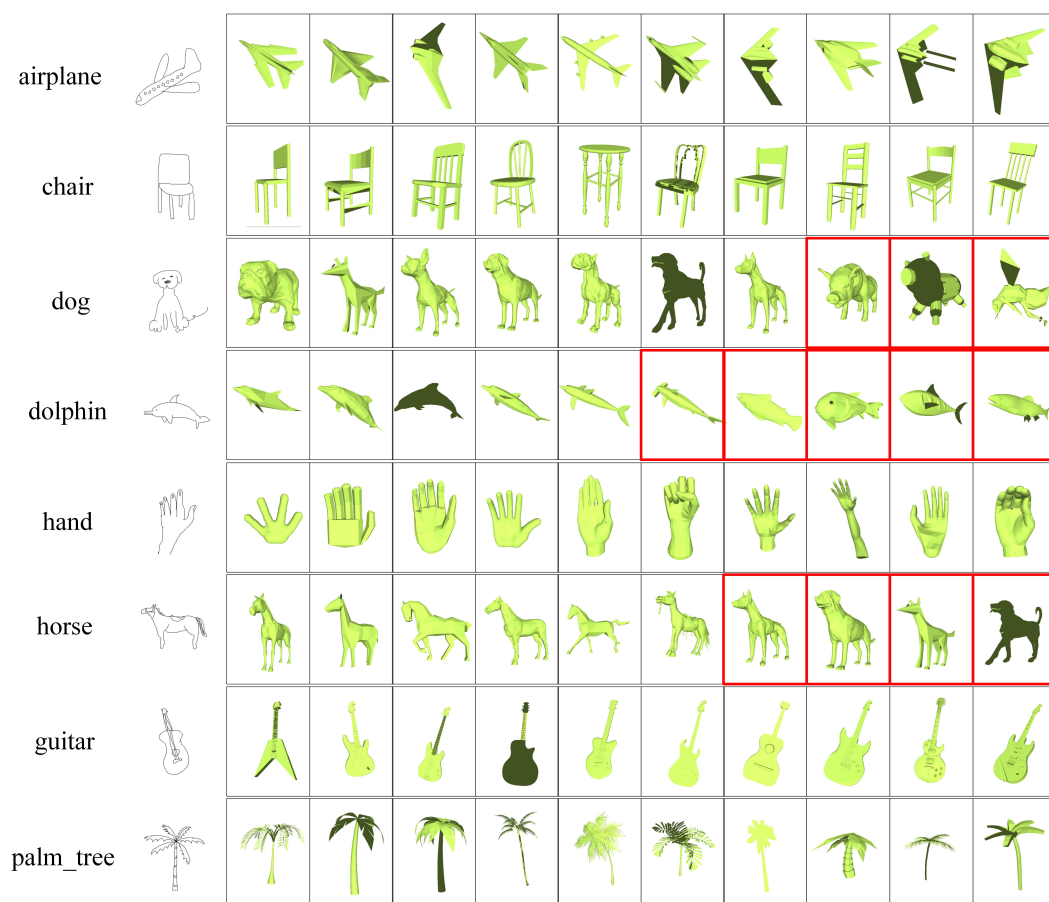 airplane
chair
dog
dolphin
hand
horse
guitar
palm_tree